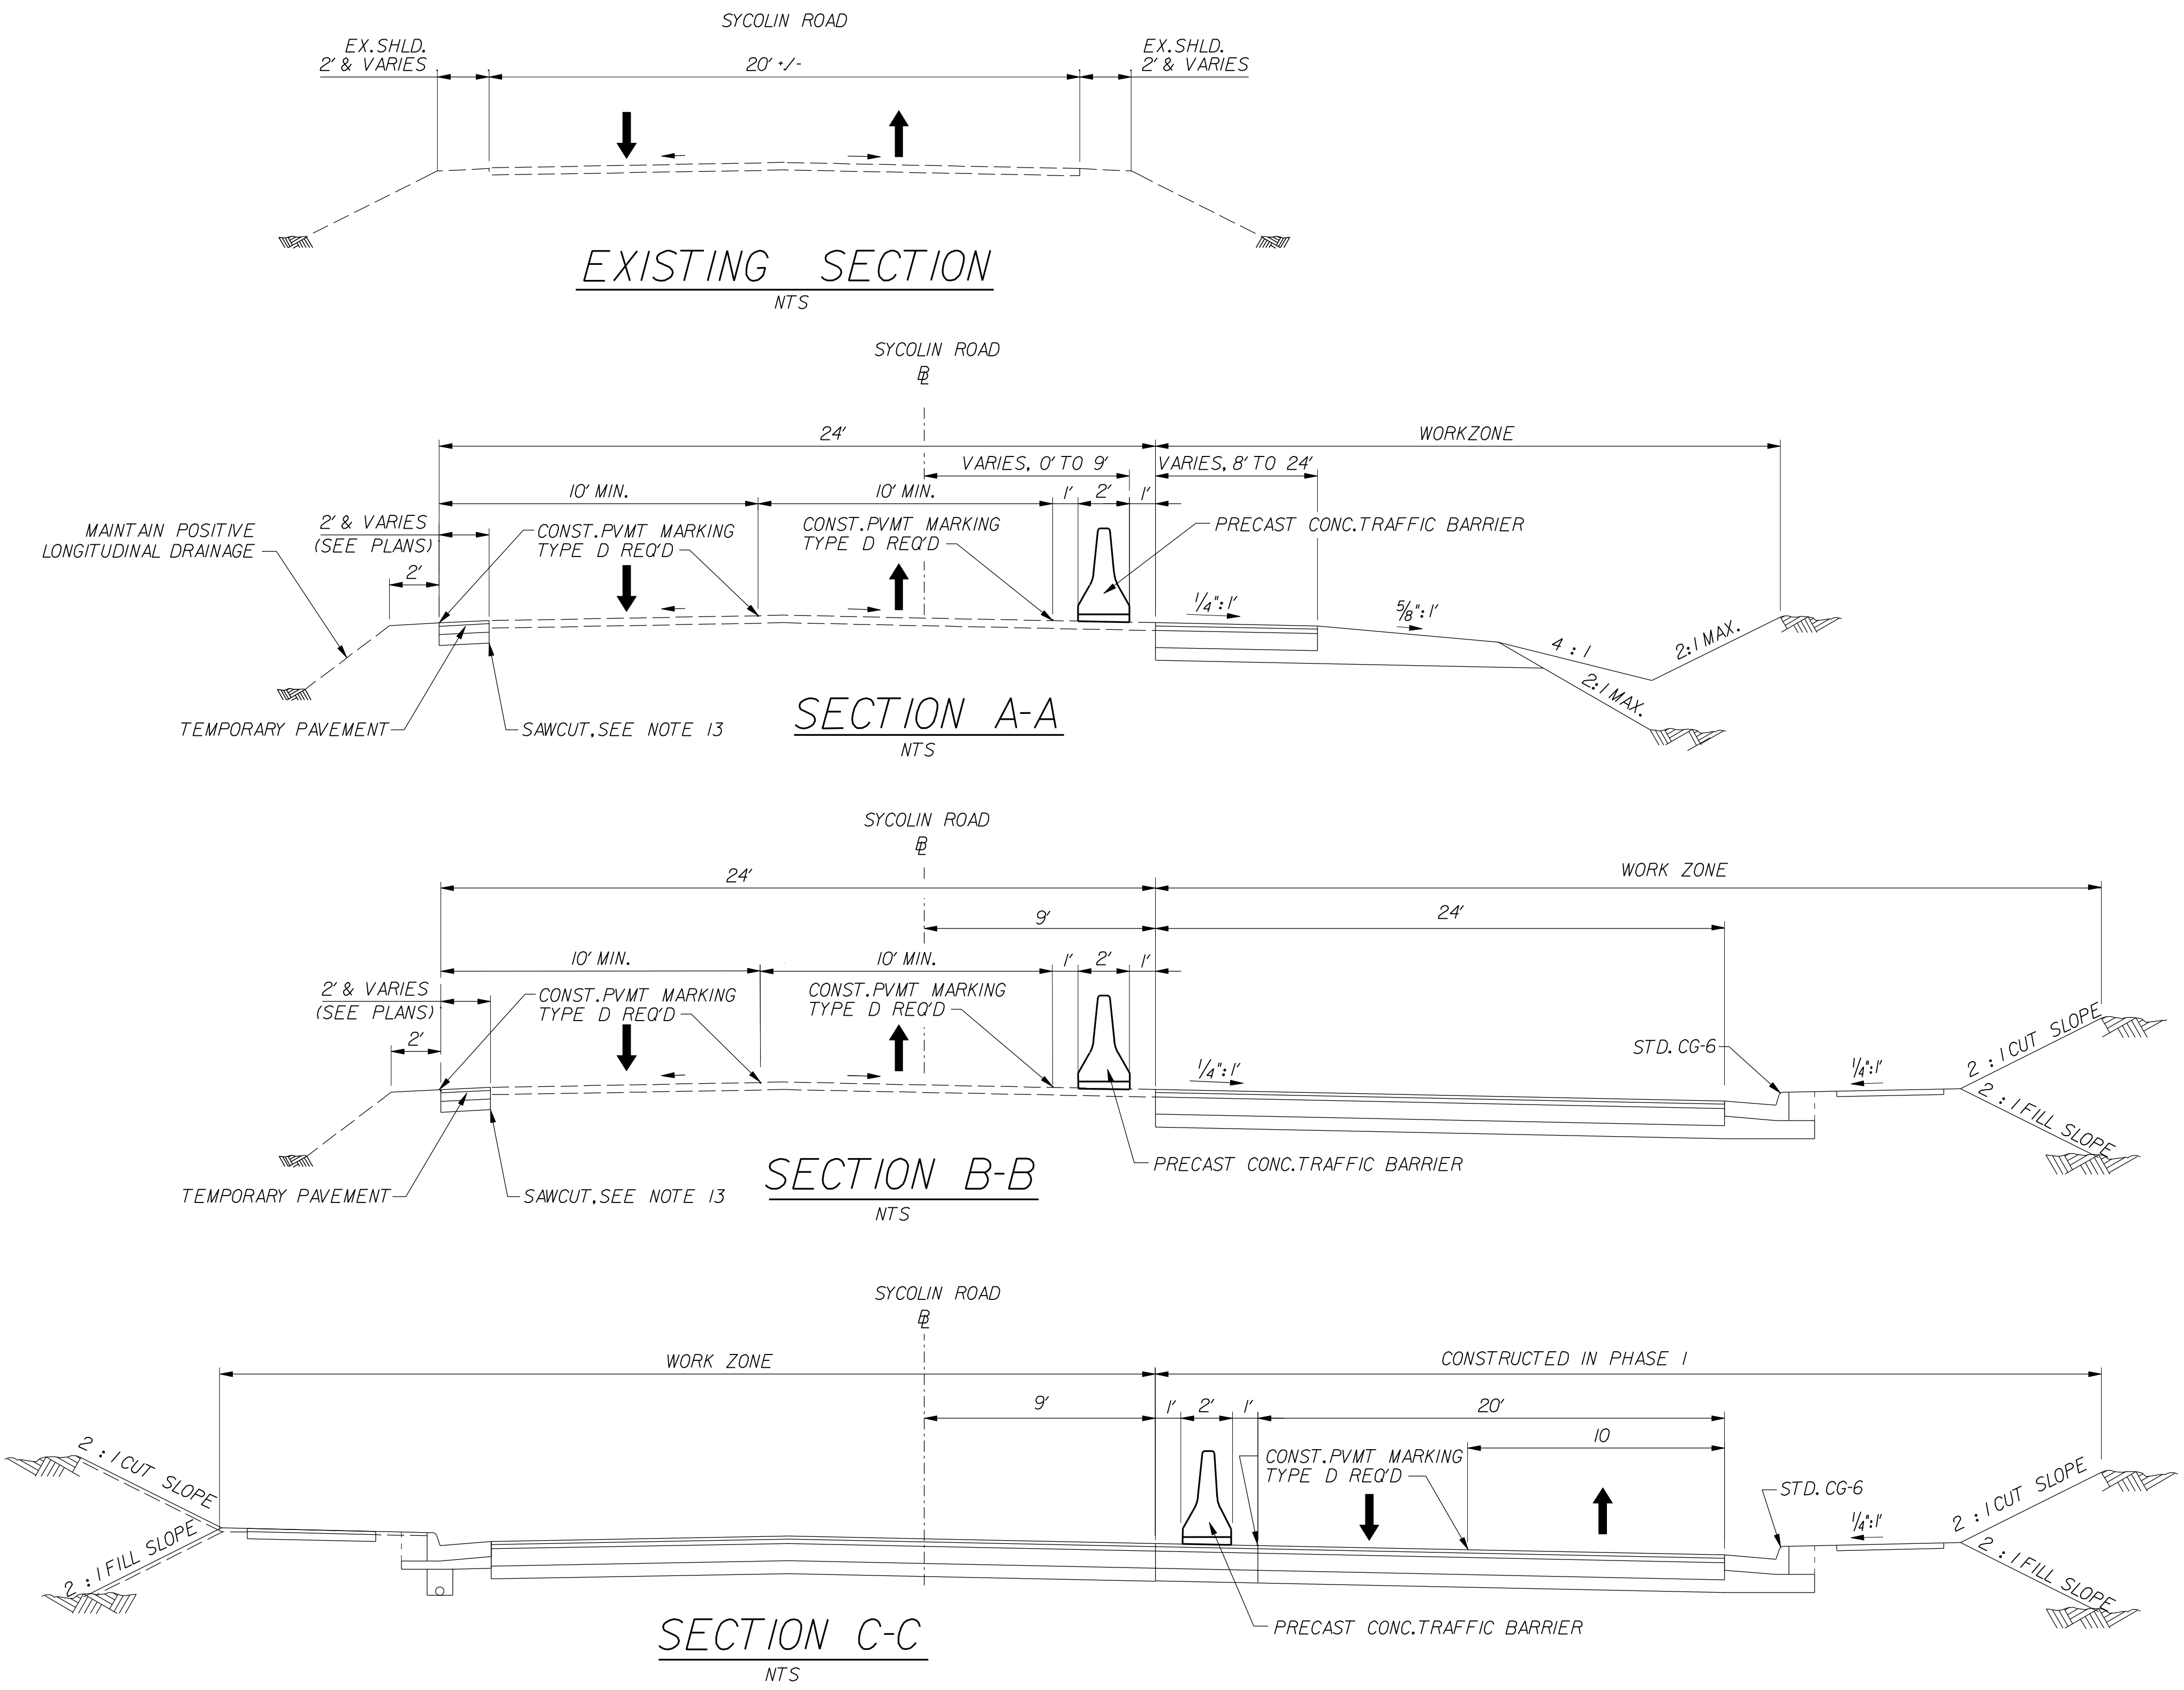 SYCOLIN ROAD
EX.SHLD.
2' & VARIES
20' +/-
EX.SHLD.
2' & VARIES
EXISTING SECTION
NTS
SYCOLIN ROAD
24'
WORKZONE
VARIES, 0' TO 9'
VARIES, 8' TO 24'
10' MIN.
10' MIN.
1'
2'
1'
MAINTAIN POSITIVE
LONGITUDINAL DRAINAGE
2' & VARIES
(SEE PLANS)
CONST.PVMT MARKING
TYPE D REQ'D
CONST.PVMT MARKING
TYPE D REQ'D
PRECAST CONC.TRAFFIC BARRIER
2'
1/4":1'
5/8":1'
4 : 1
2:1 MAX.
2:1 MAX.
TEMPORARY PAVEMENT
SAWCUT,SEE NOTE 13
SECTION A-A
NTS
SYCOLIN ROAD
24'
WORK ZONE
9'
24'
10' MIN.
10' MIN.
1'
2'
1'
2' & VARIES
(SEE PLANS)
CONST.PVMT MARKING
TYPE D REQ'D
CONST.PVMT MARKING
TYPE D REQ'D
2'
1/4":1'
STD. CG-6
1/4":1'
2 : 1 CUT SLOPE
2 : 1 FILL SLOPE
PRECAST CONC.TRAFFIC BARRIER
TEMPORARY PAVEMENT
SAWCUT,SEE NOTE 13
SECTION B-B
NTS
SYCOLIN ROAD
WORK ZONE
CONSTRUCTED IN PHASE 1
9'
1'
2'
1'
20'
10
CONST.PVMT MARKING
TYPE D REQ'D
STD. CG-6
1/4":1'
2 : 1 CUT SLOPE
2 : 1 FILL SLOPE
2 : 1 CUT SLOPE
2 : 1 FILL SLOPE
PRECAST CONC.TRAFFIC BARRIER
SECTION C-C
NTS